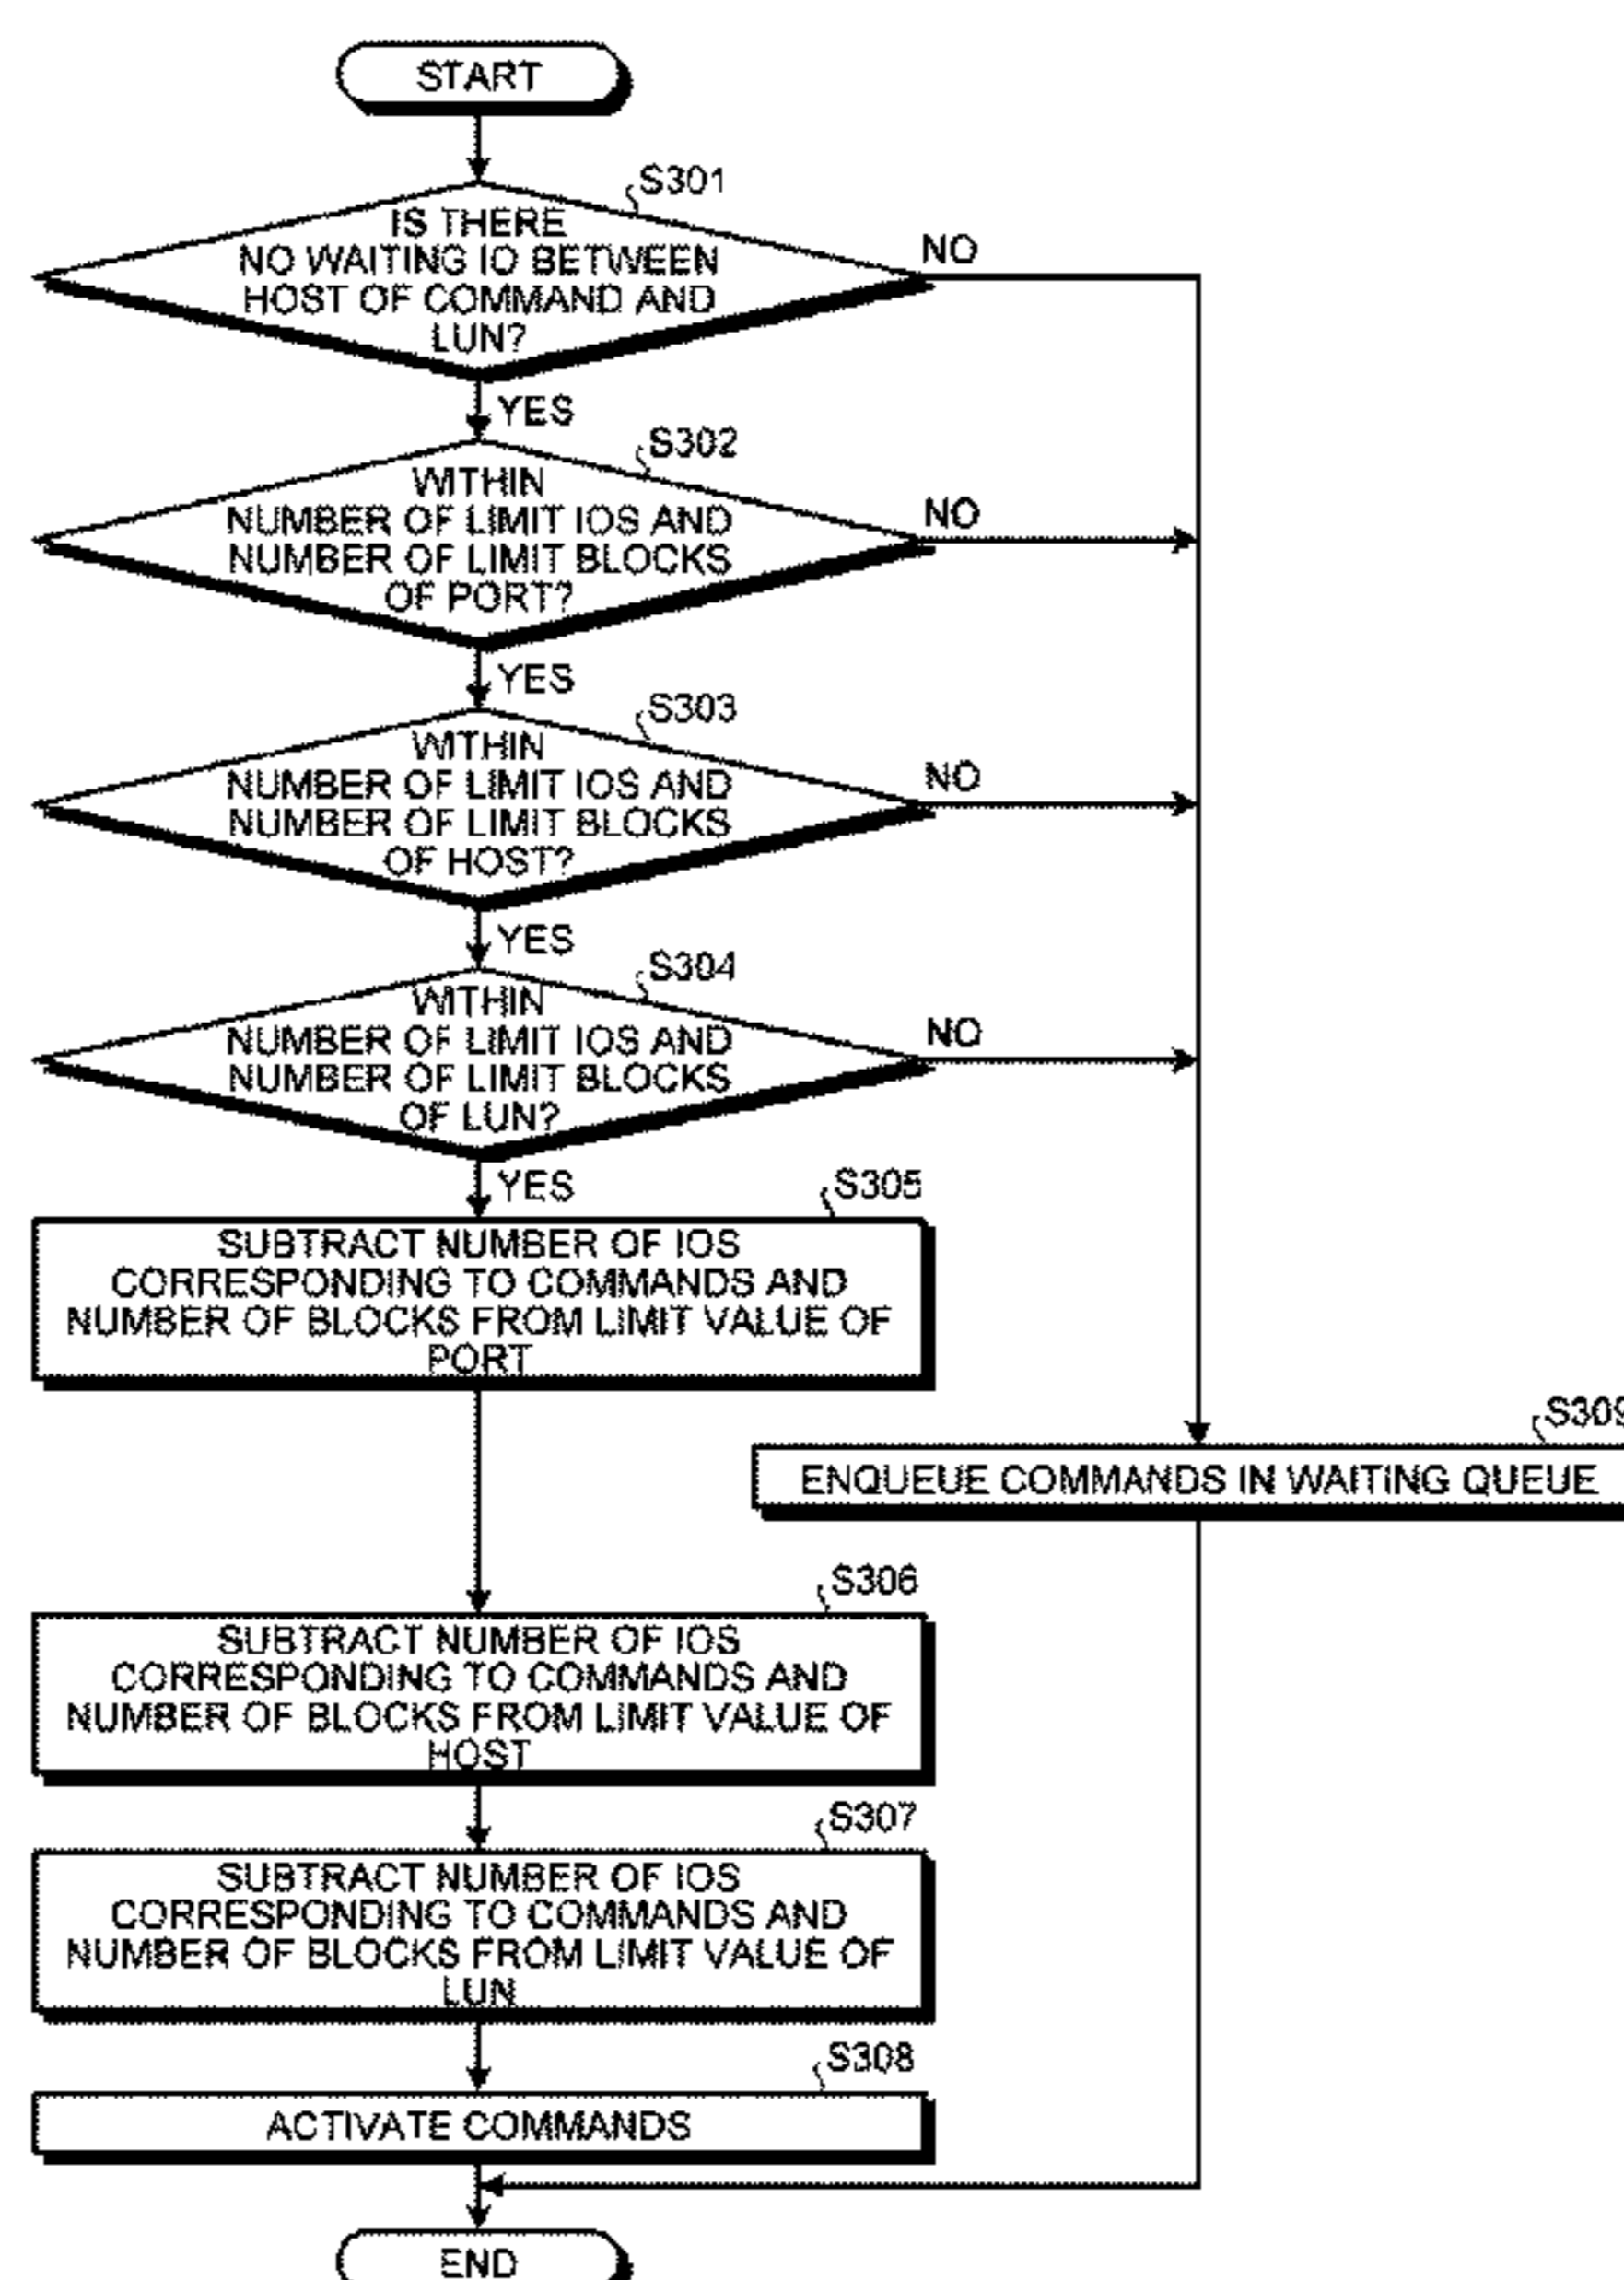 START
S301
IS THERE
NO WAITING IO BETWEEN
HOST OF COMMAND AND
LUN?
NO
YES
S302
WITHIN
NUMBER OF LIMIT IOS AND
NUMBER OF LIMIT BLOCKS
OF PORT?
NO
YES
S303
WITHIN
NUMBER OF LIMIT IOS AND
NUMBER OF LIMIT BLOCKS
OF HOST?
NO
YES
S304
WITHIN
NUMBER OF LIMIT IOS AND
NUMBER OF LIMIT BLOCKS
OF LUN?
NO
YES
S305
SUBTRACT NUMBER OF IOS
CORRESPONDING TO COMMANDS AND
NUMBER OF BLOCKS FROM LIMIT VALUE OF
PORT
S309
ENQUEUE COMMANDS IN WAITING QUEUE
S306
SUBTRACT NUMBER OF IOS
CORRESPONDING TO COMMANDS AND
NUMBER OF BLOCKS FROM LIMIT VALUE OF
HOST
S307
SUBTRACT NUMBER OF IOS
CORRESPONDING TO COMMANDS AND
NUMBER OF BLOCKS FROM LIMIT VALUE OF
LUN
S308
ACTIVATE COMMANDS
END